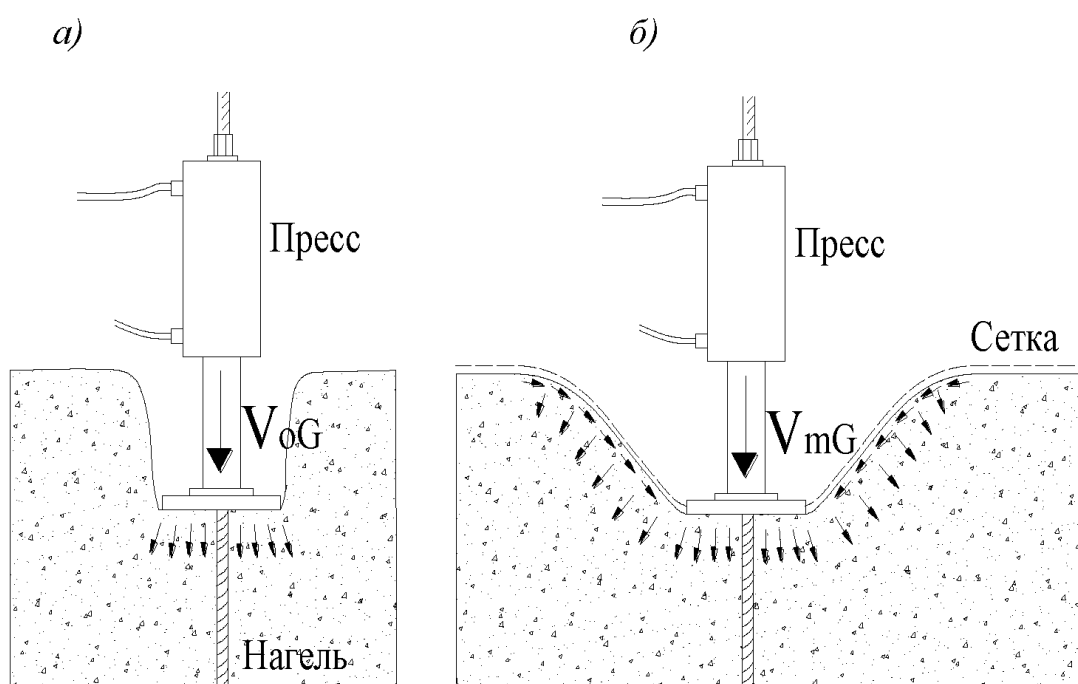 а) б)
Пресс Пресс
Сетка
VoG VmG
Нагель